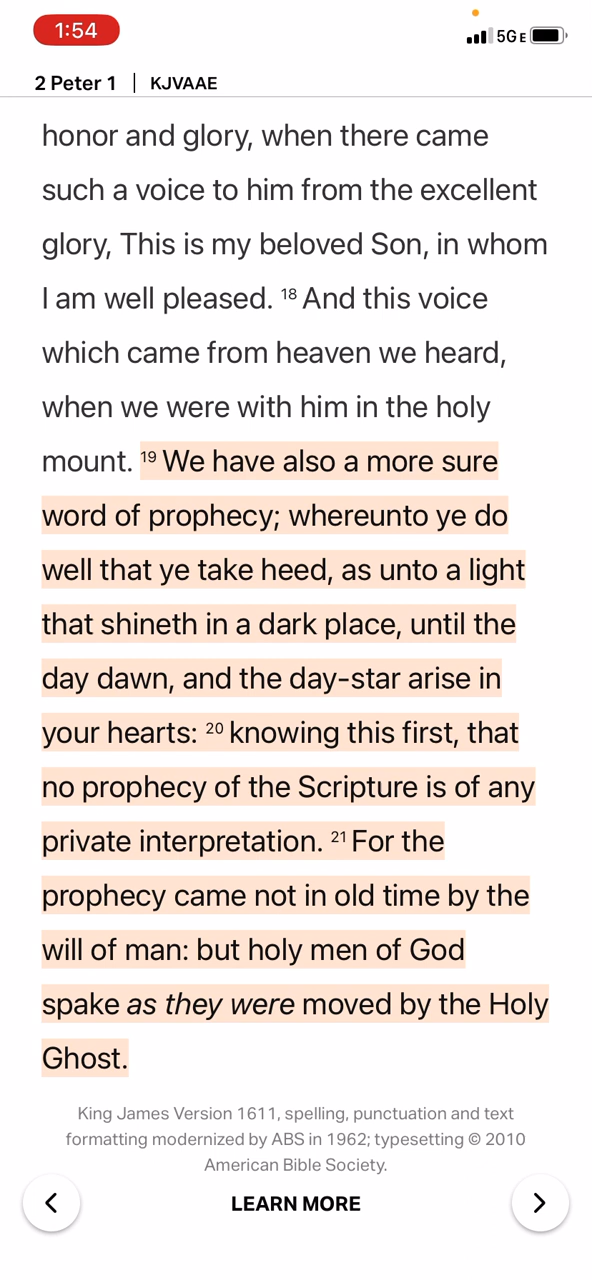 1:54
5G E
2 Peter 1 | KJVAAE
honor and glory, when there came
such a voice to him from the excellent
glory, This is my beloved Son, in whom
I am well pleased. 18 And this voice
which came from heaven we heard,
when we were with him in the holy
mount. 19 We have also a more sure
word of prophecy; whereunto ye do
well that ye take heed, as unto a light
that shineth in a dark place, until the
day dawn, and the day-star arise in
your hearts: 20 knowing this first, that
no prophecy of the Scripture is of any
private interpretation. 21 For the
prophecy came not in old time by the
will of man: but holy men of God
spake as they were moved by the Holy
Ghost.
King James Version 1611, spelling, punctuation and text
formatting modernized by ABS in 1962; typesetting © 2010
American Bible Society.
LEARN MORE